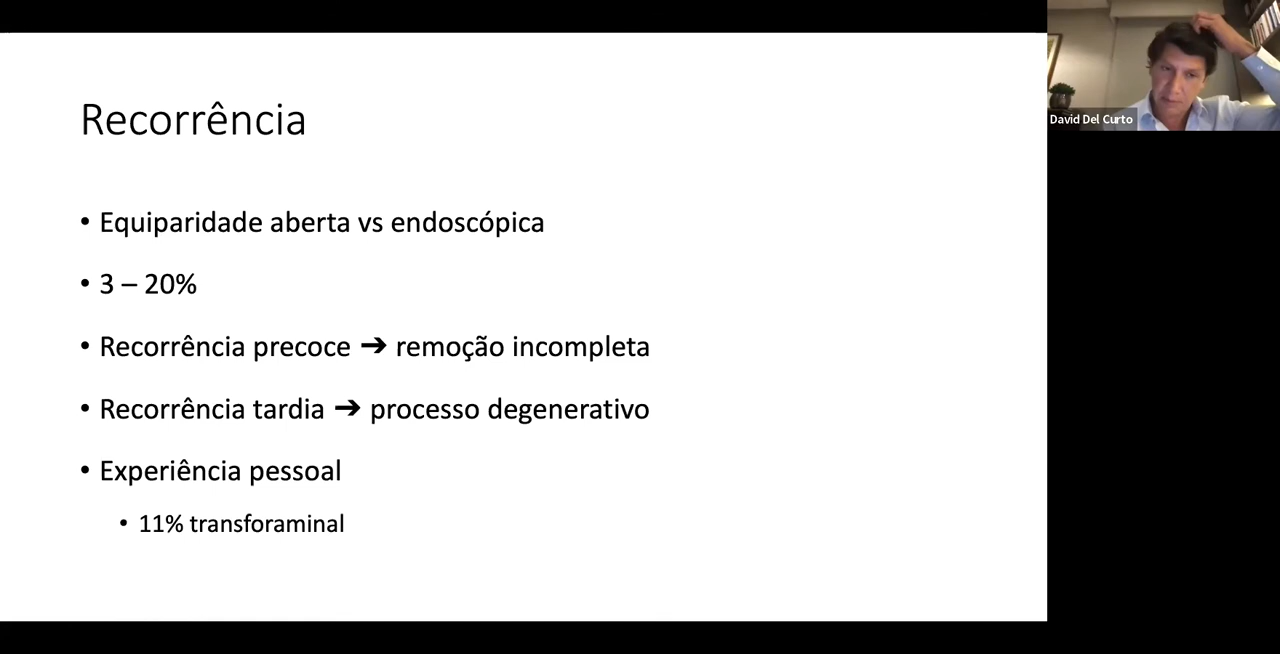 Recorrência
• Equiparidade aberta vs endoscópica
• 3 – 20%
• Recorrência precoce ➔ remoção incompleta
• Recorrência tardia ➔ processo degenerativo
• Experiência pessoal
• 11% transforaminal
David Del Curto